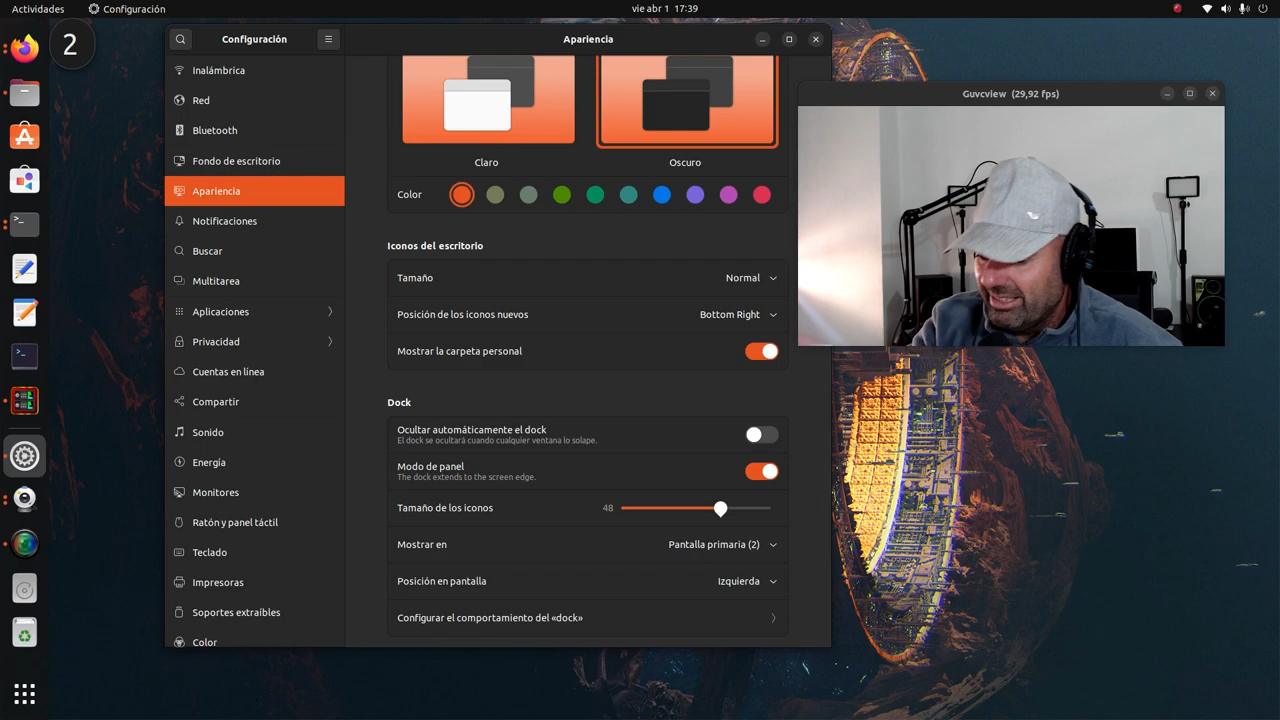 Actividades
Configuración
vie abr 1 17:39
2
Configuración
Apariencia
Inalámbrica
Red
Bluetooth
Fondo de escritorio
Apariencia
Notificaciones
Buscar
Multitarea
Aplicaciones
Privacidad
Cuentas en línea
Compartir
Sonido
Energía
Monitores
Ratón y panel táctil
Teclado
Impresoras
Soportes extraíbles
Color
Claro
Oscuro
Color
Iconos del escritorio
Tamaño
Normal
Posición de los iconos nuevos
Bottom Right
Mostrar la carpeta personal
Dock
Ocultar automáticamente el dock
El dock se ocultará cuando cualquier ventana lo solape.
Modo de panel
The dock extends to the screen edge.
Tamaño de los iconos
48
Mostrar en
Pantalla primaria (2)
Posición en pantalla
Izquierda
Configurar el comportamiento del «dock»
Guvcview (29,92 fps)